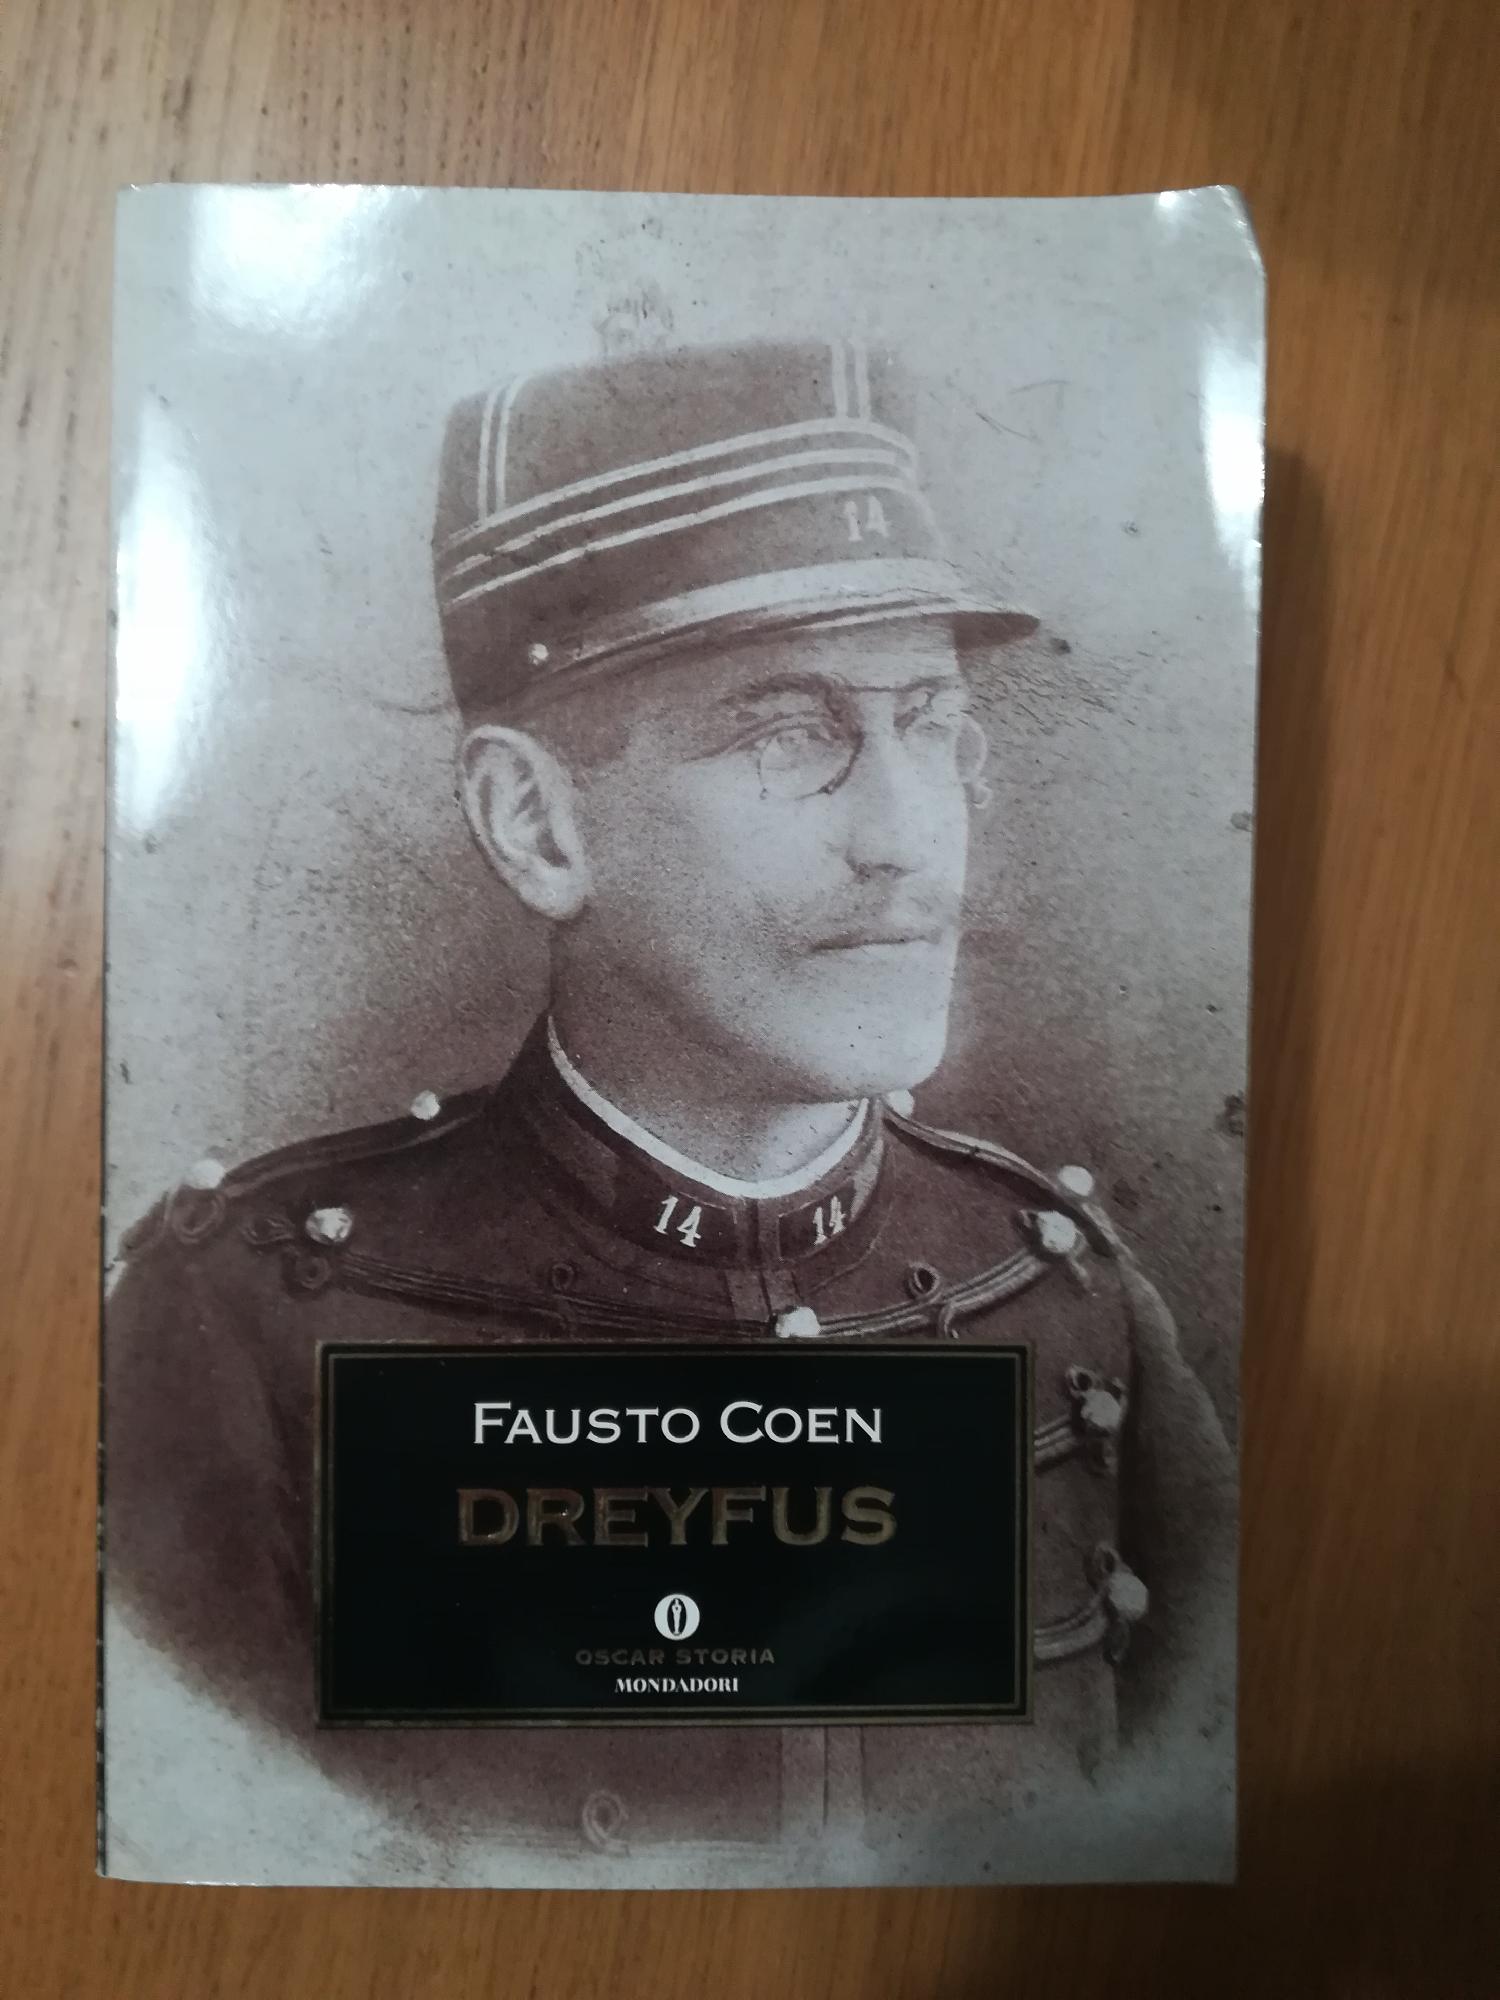 14
14 14
FAUSTO COEN
DREYFUS
OSCAR STORIA
MONDADORI